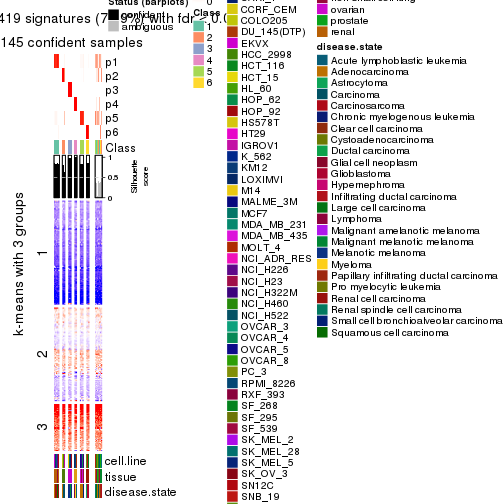 419 signatures
with fdr < 0.0
145 confident samples
Status (barplots)
confident
ambiguous
Class
1
2
3
4
5
6
p1
p2
p3
p4
p5
p6
Class
1
0.5
0
Silhouette
score
k-means with 3 groups
1
2
3
cell.line
tissue
disease.state
CCRF_CEM
COLO205
DU_145(DTP)
EKVX
HCC_2998
HCT_116
HCT_15
HL_60
HOP_62
HOP_92
HS578T
HT29
IGROV1
K_562
KM12
LOXIMVI
M14
MALME_3M
MCF7
MDA_MB_231
MDA_MB_435
MOLT_4
NCI_ADR_RES
NCI_H226
NCI_H23
NCI_H322M
NCI_H460
NCI_H522
OVCAR_3
OVCAR_4
OVCAR_5
OVCAR_8
PC_3
RPMI_8226
RXF_393
SF_268
SF_295
SF_539
SK_MEL_2
SK_MEL_28
SK_MEL_5
SK_OV_3
SN12C
SNB_19
ovarian
prostate
renal
disease.state
Acute lymphoblastic leukemia
Adenocarcinoma
Astrocytoma
Carcinoma
Carcinosarcoma
Chronic myelogenous leukemia
Clear cell carcinoma
Cystoadenocarcinoma
Ductal carcinoma
Glial cell neoplasm
Glioblastoma
Hypernephroma
Infiltrating ductal carcinoma
Large cell carcinoma
Lymphoma
Malignant amelanotic melanoma
Malignant melanotic melanoma
Melanotic melanoma
Myeloma
Papillary infiltrating ductal carcinoma
Pro myelocytic leukemia
Renal cell carcinoma
Renal spindle cell carcinoma
Small cell bronchioalveolar carcinoma
Squamous cell carcinoma